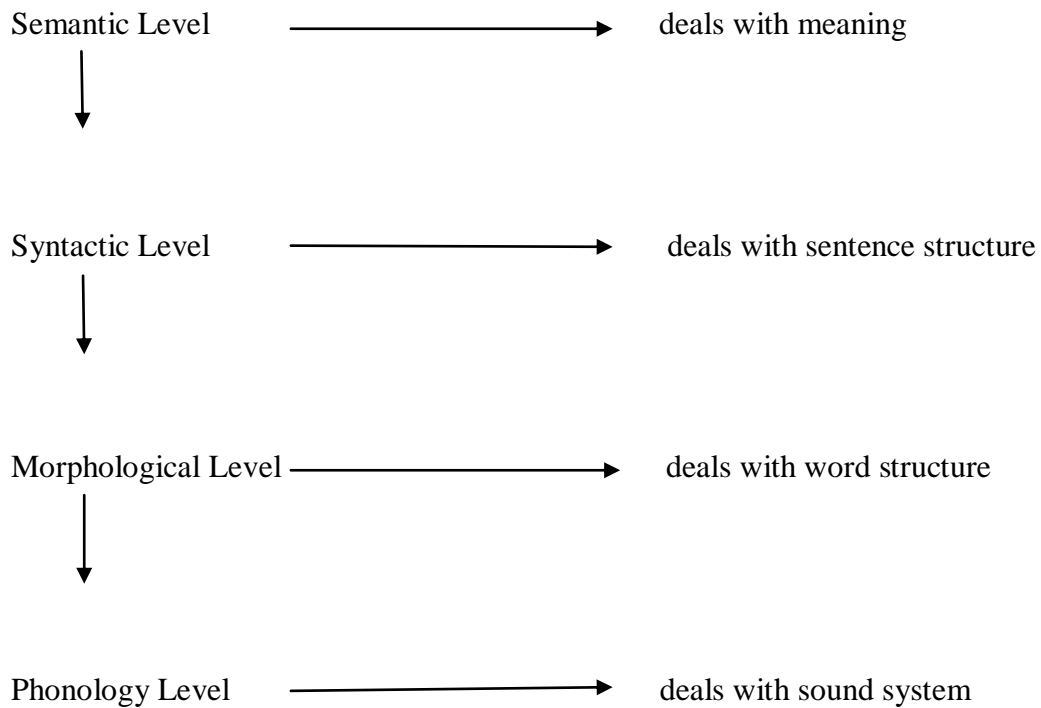 Semantic Level deals with meaning
Syntactic Level deals with sentence structure
Morphological Level deals with word structure
Phonology Level deals with sound system